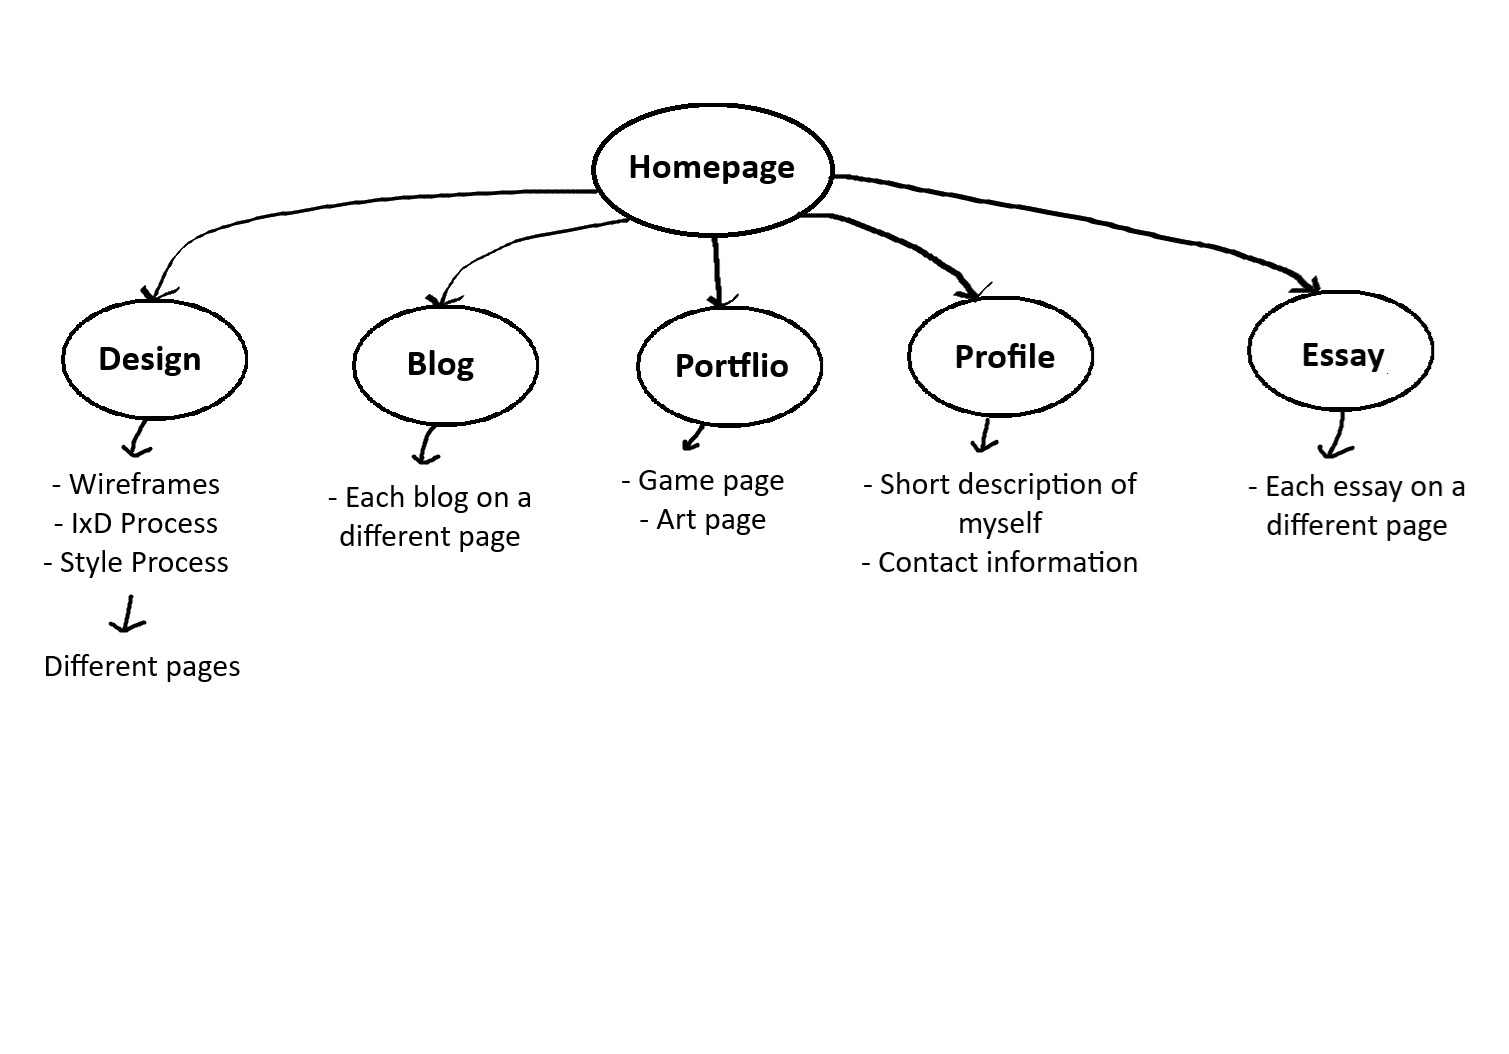 Homepage
Design
Blog
Portflio
Profile
Essay
- Wireframes
- IxD Process
- Style Process
Different pages
- Each blog on a
different page
- Game page
- Art page
- Short description of
myself
- Contact information
- Each essay on a
different page